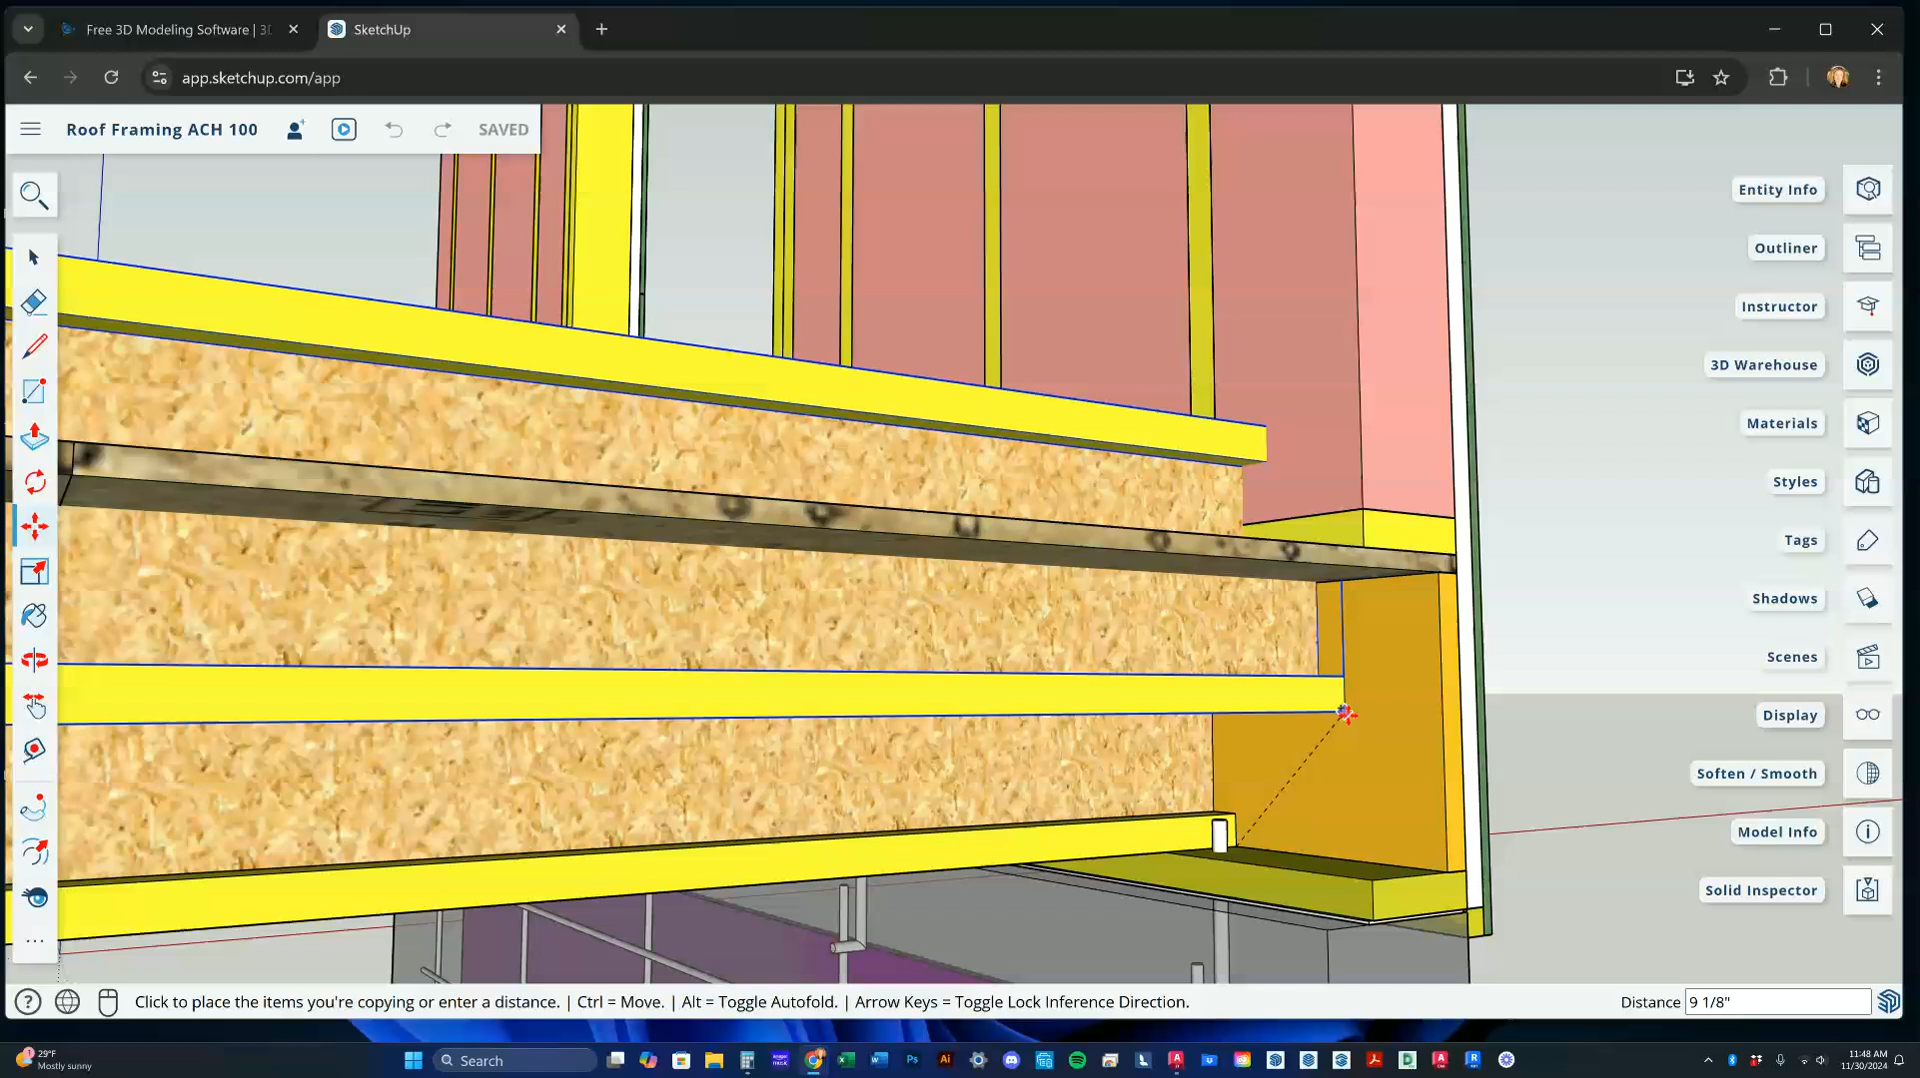 Free 3D Modeling Software | 3D
SketchUp
app.sketchup.com/app
Roof Framing ACH 100
SAVED
Entity Info
Outliner
Instructor
3D Warehouse
Materials
Styles
Tags
Shadows
Scenes
Display
Soften / Smooth
Model Info
Solid Inspector
Click to place the items you're copying or enter a distance. | Ctrl = Move. | Alt = Toggle Autofold. | Arrow Keys = Toggle Lock Inference Direction.
Distance 9 1/8"
29°F
Mostly sunny
Search
11:48 AM
11/30/2024